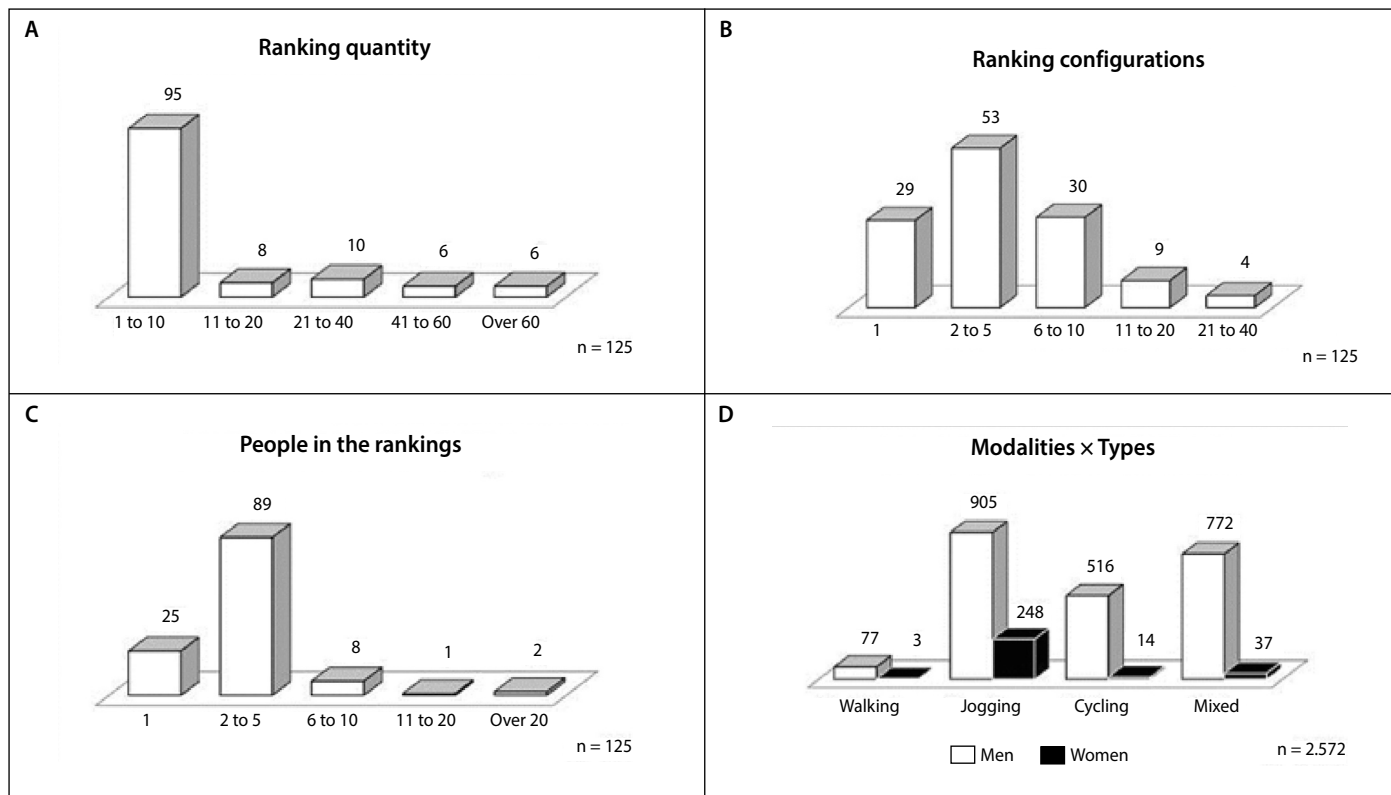 A
Ranking quantity
95
8
10
6
6
1 to 10
11 to 20
21 to 40
41 to 60
Over 60
n = 125
B
Ranking configurations
29
53
30
9
4
1
2 to 5
6 to 10
11 to 20
21 to 40
n = 125
C
People in the rankings
25
89
8
1
2
1
2 to 5
6 to 10
11 to 20
Over 20
n = 125
D
Modalities × Types
77
3
905
248
516
14
772
37
Walking
Jogging
Cycling
Mixed
Men
Women
n = 2.572